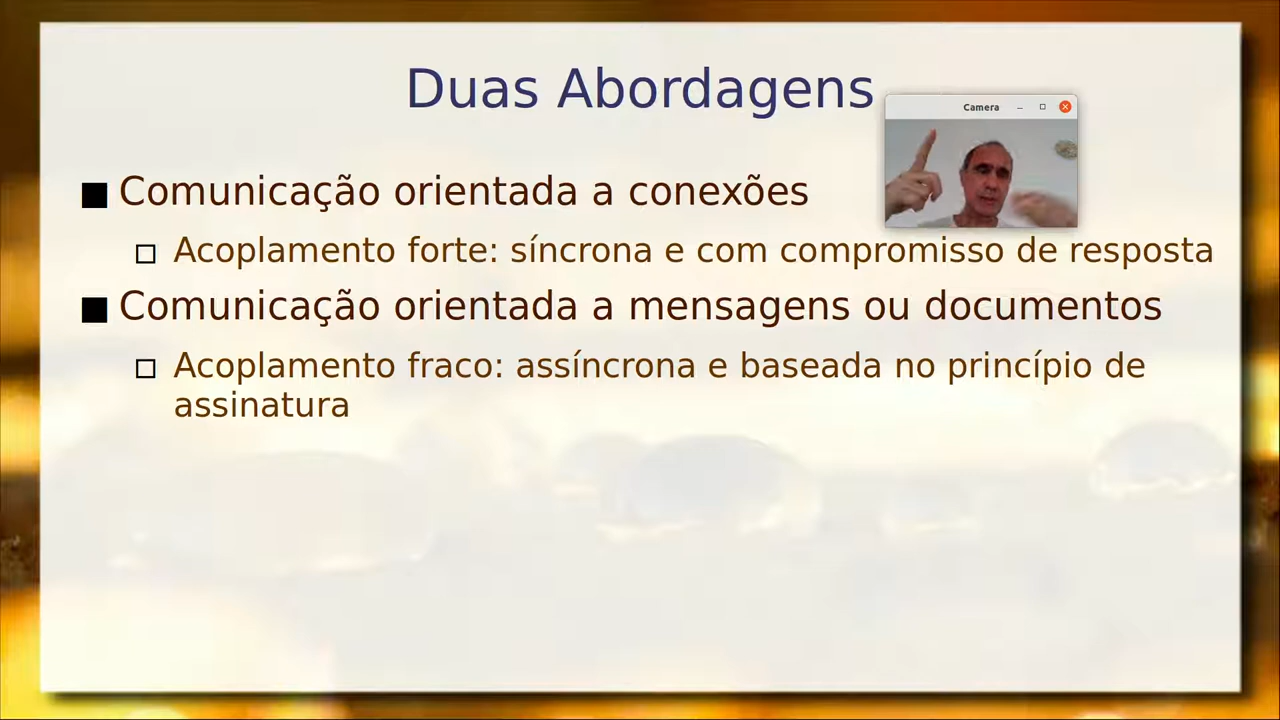 Duas Abordagens
Camera
Comunicação orientada a conexões
Acoplamento forte: síncrona e com compromisso de resposta
Comunicação orientada a mensagens ou documentos
Acoplamento fraco: assíncrona e baseada no princípio de
assinatura